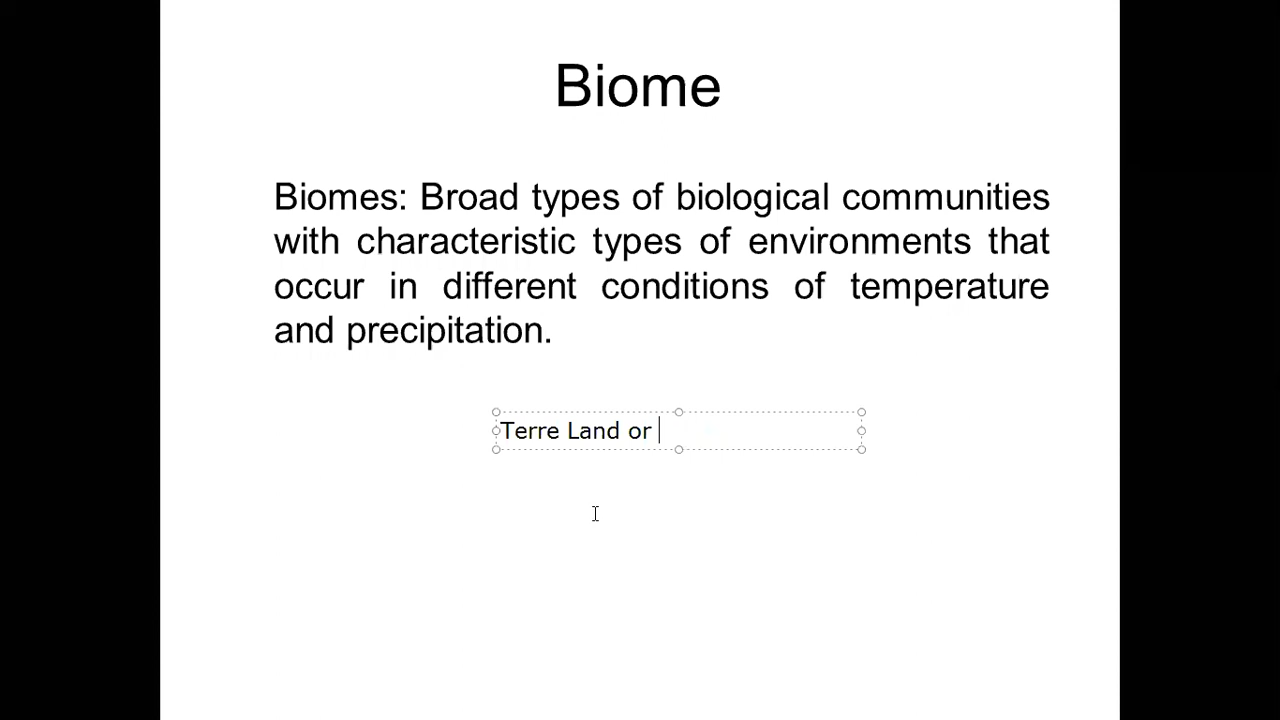 Biome
Biomes: Broad types of biological communities
with characteristic types of environments that
occur in different conditions of temperature
and precipitation.
Terre Land or